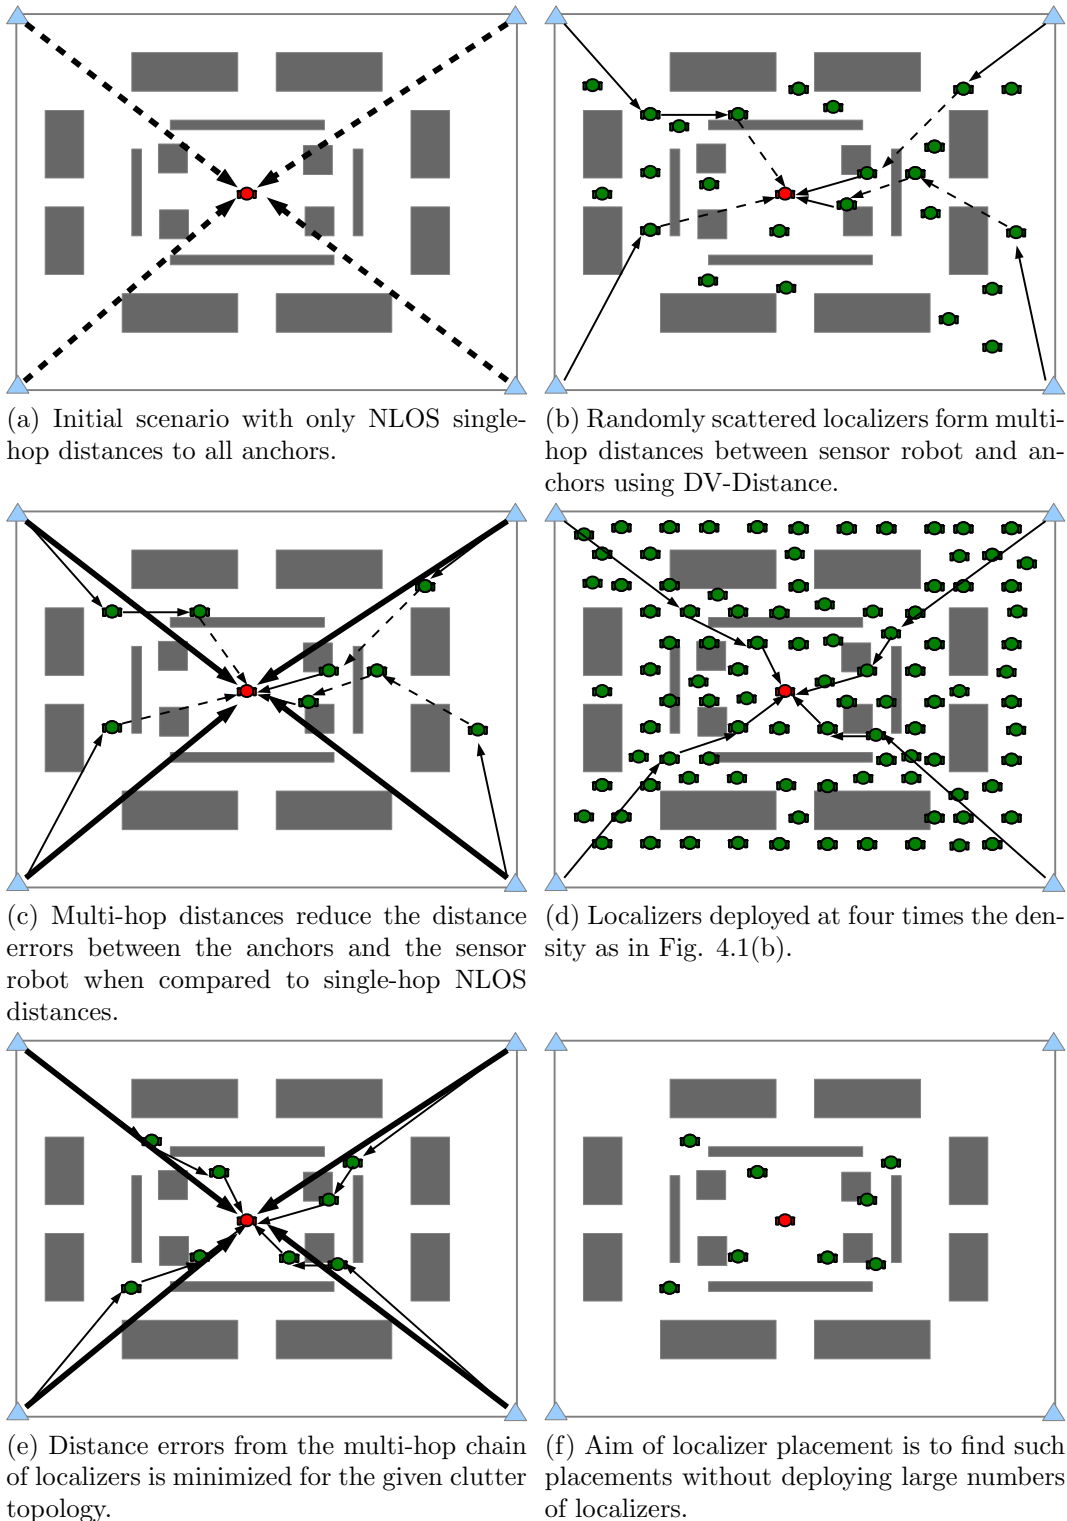 (a) Initial scenario with only NLOS single-
hop distances to all anchors.
(b) Randomly scattered localizers form multi-
hop distances between sensor robot and an-
chors using DV-Distance.
(c) Multi-hop distances reduce the distance
errors between the anchors and the sensor
robot when compared to single-hop NLOS
distances.
(d) Localizers deployed at four times the den-
sity as in Fig. 4.1(b).
(e) Distance errors from the multi-hop chain
of localizers is minimized for the given clutter
topology.
(f) Aim of localizer placement is to find such
placements without deploying large numbers
of localizers.